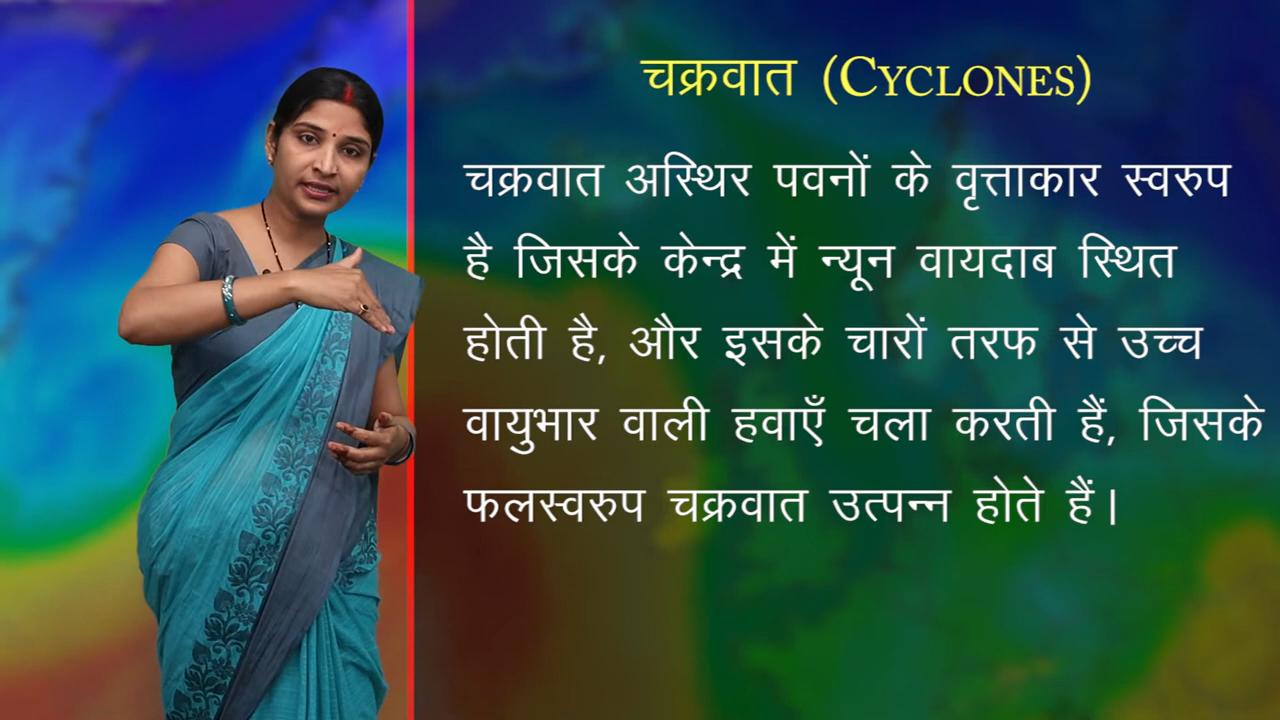 चक्रवात (CYCLONES)
चक्रवात अस्थिर पवनों के वृत्ताकार स्वरुप
है जिसके केन्द्र में न्यून वायदाब स्थित
होती है, और इसके चारों तरफ से उच्च
वायुभार वाली हवाएँ चला करती हैं, जिसके
फलस्वरुप चक्रवात उत्पन्न होते हैं।